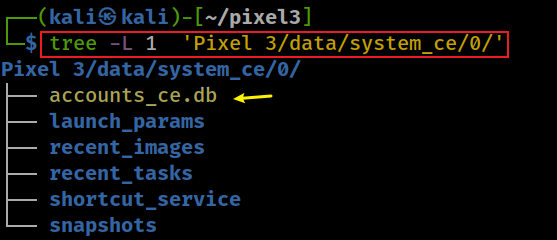 (kali㉿kali)-[~/pixel3]
$ tree -L 1 'Pixel 3/data/system_ce/0/'
Pixel 3/data/system_ce/0/
accounts_ce.db
launch_params
recent_images
recent_tasks
shortcut_service
snapshots